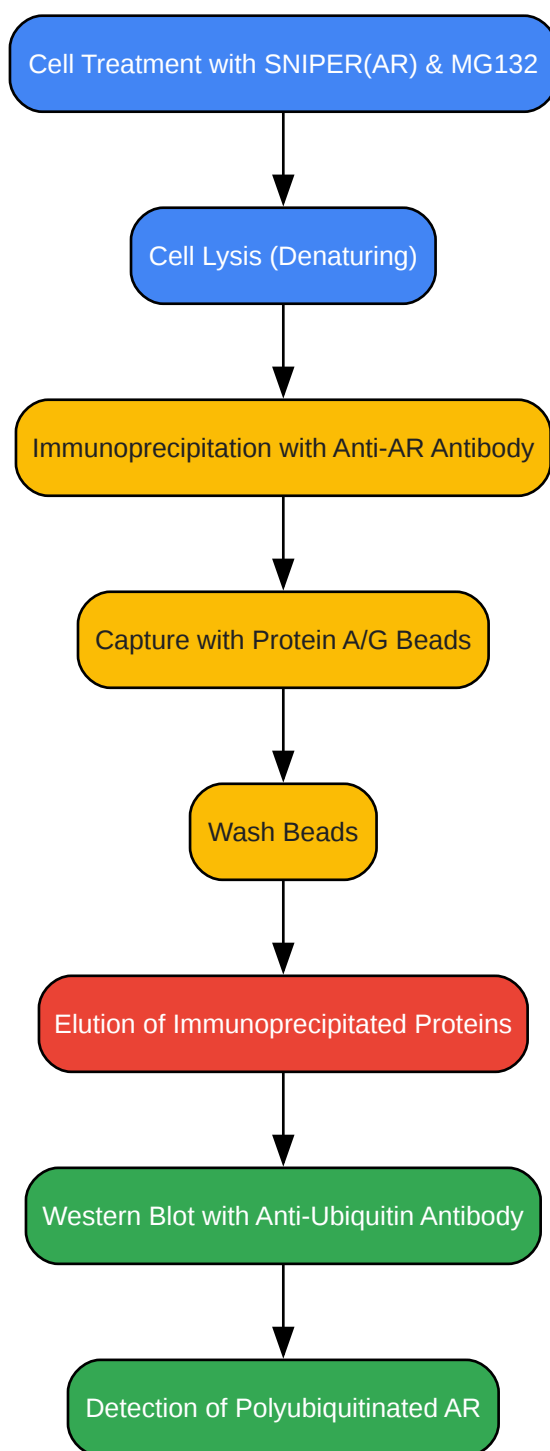 Cell Treatment with SNIPER(AR) & MG132
Cell Lysis (Denaturing)
Immunoprecipitation with Anti-AR Antibody
Capture with Protein A/G Beads
Wash Beads
Elution of Immunoprecipitated Proteins
Western Blot with Anti-Ubiquitin Antibody
Detection of Polyubiquitinated AR